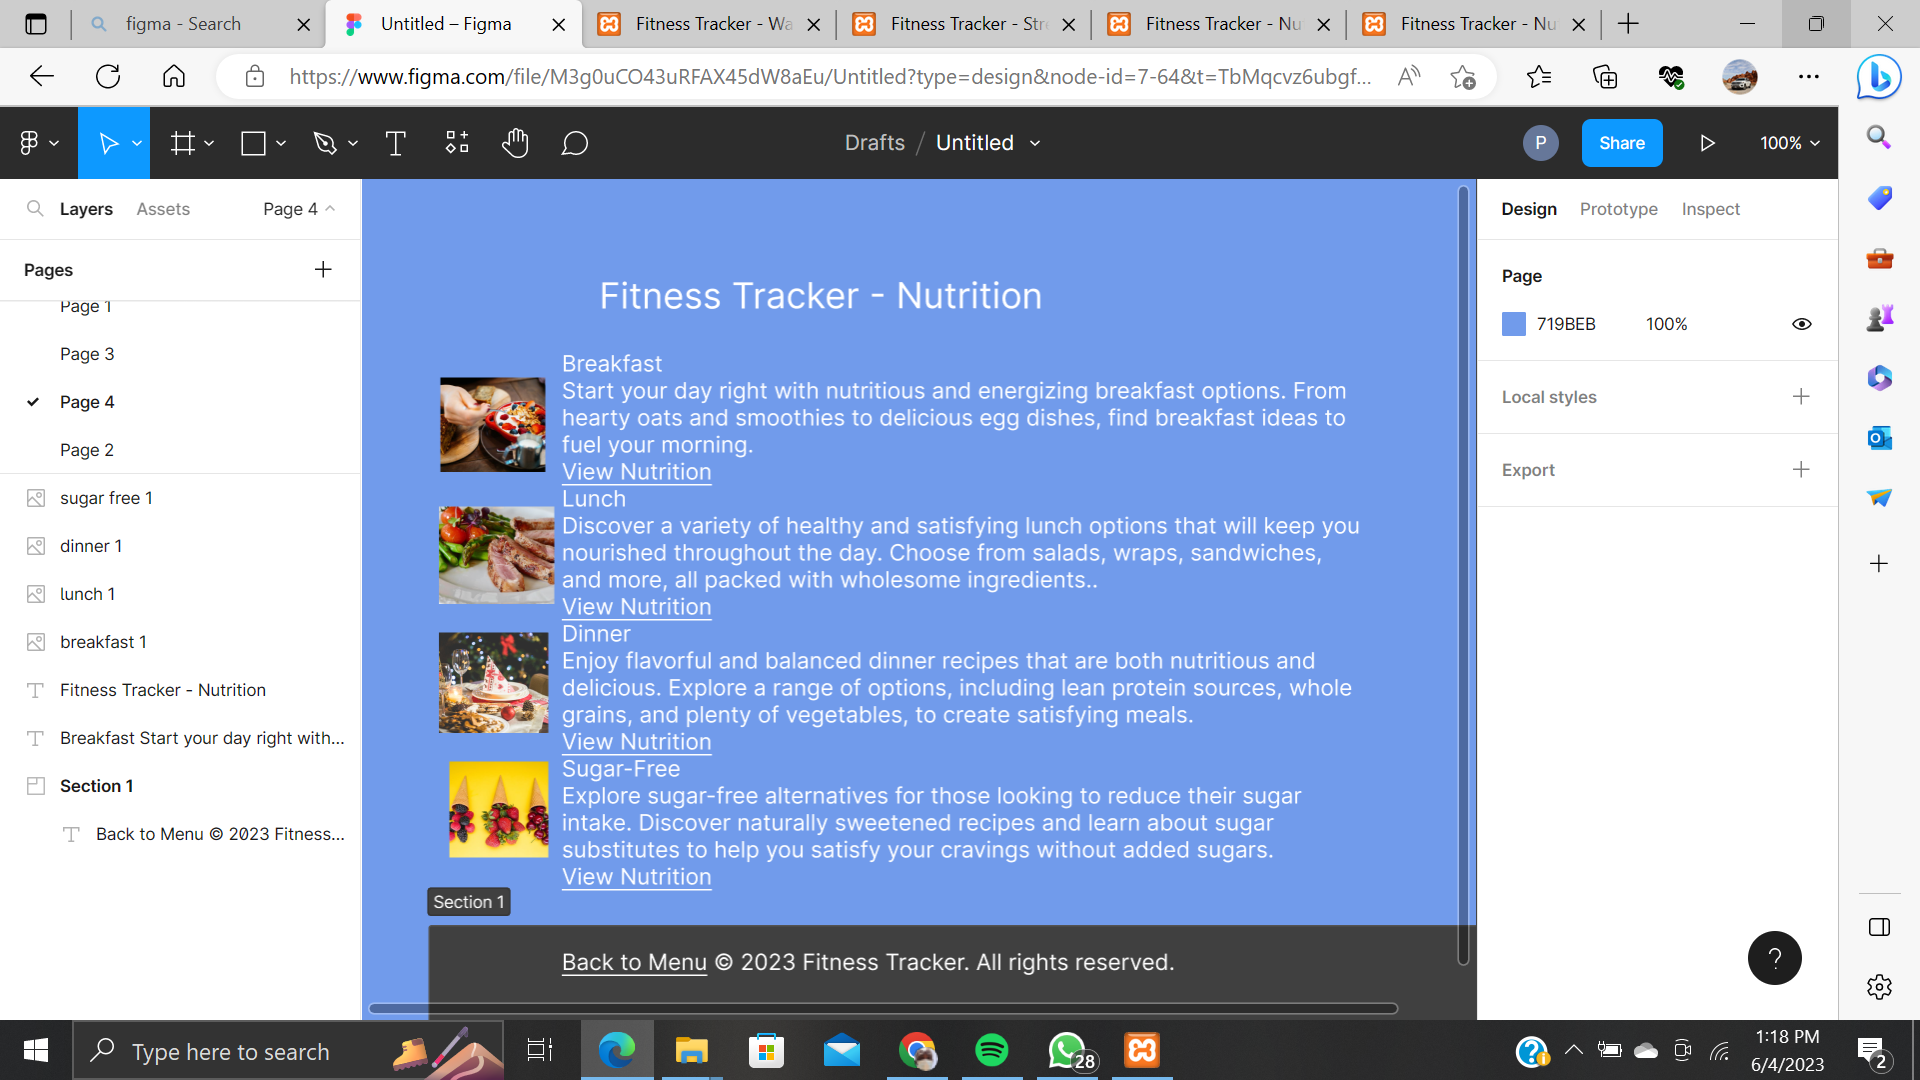 figma - Search
Untitled – Figma
Fitness Tracker - Wa
Fitness Tracker - Stre
Fitness Tracker - Nu
Fitness Tracker - Nu
https://www.figma.com/file/M3g0uCO43uRFAX45dW8aEu/Untitled?type=design&node-id=7-64&t=TbMqcvz6ubgf...
Drafts / Untitled
P
Share
100%
Layers
Assets
Page 4
Pages
Page 1
Page 3
Page 4
Page 2
sugar free 1
dinner 1
lunch 1
breakfast 1
Fitness Tracker - Nutrition
Breakfast Start your day right with...
Section 1
Back to Menu © 2023 Fitness...
Fitness Tracker - Nutrition
Breakfast
Start your day right with nutritious and energizing breakfast options. From
hearty oats and smoothies to delicious egg dishes, find breakfast ideas to
fuel your morning.
View Nutrition
Lunch
Discover a variety of healthy and satisfying lunch options that will keep you
nourished throughout the day. Choose from salads, wraps, sandwiches,
and more, all packed with wholesome ingredients..
View Nutrition
Dinner
Enjoy flavorful and balanced dinner recipes that are both nutritious and
delicious. Explore a range of options, including lean protein sources, whole
grains, and plenty of vegetables, to create satisfying meals.
View Nutrition
Sugar-Free
Explore sugar-free alternatives for those looking to reduce their sugar
intake. Discover naturally sweetened recipes and learn about sugar
substitutes to help you satisfy your cravings without added sugars.
View Nutrition
Section 1
Back to Menu © 2023 Fitness Tracker. All rights reserved.
Design
Prototype
Inspect
Page
719BEB
100%
Local styles
Export
?
Type here to search
28
1:18 PM
6/4/2023
2